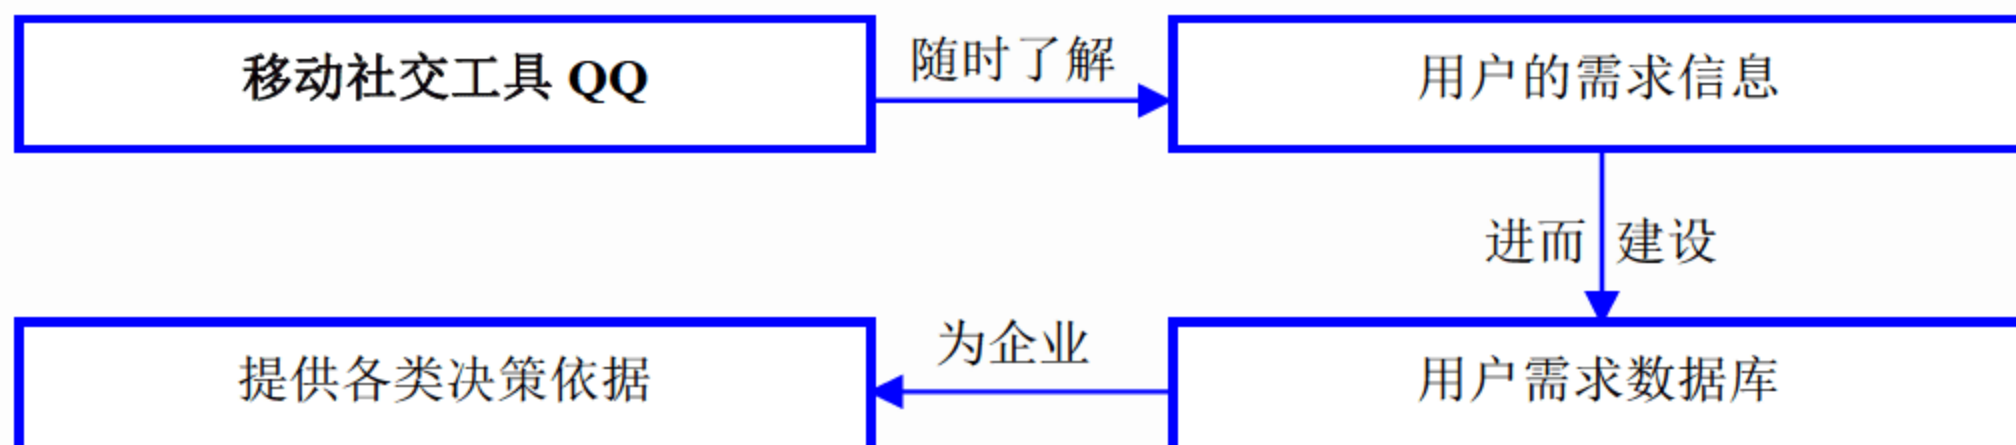 移动社交工具 QQ
随时了解
用户的需求信息
进而 建设
用户需求数据库
为企业
提供各类决策依据